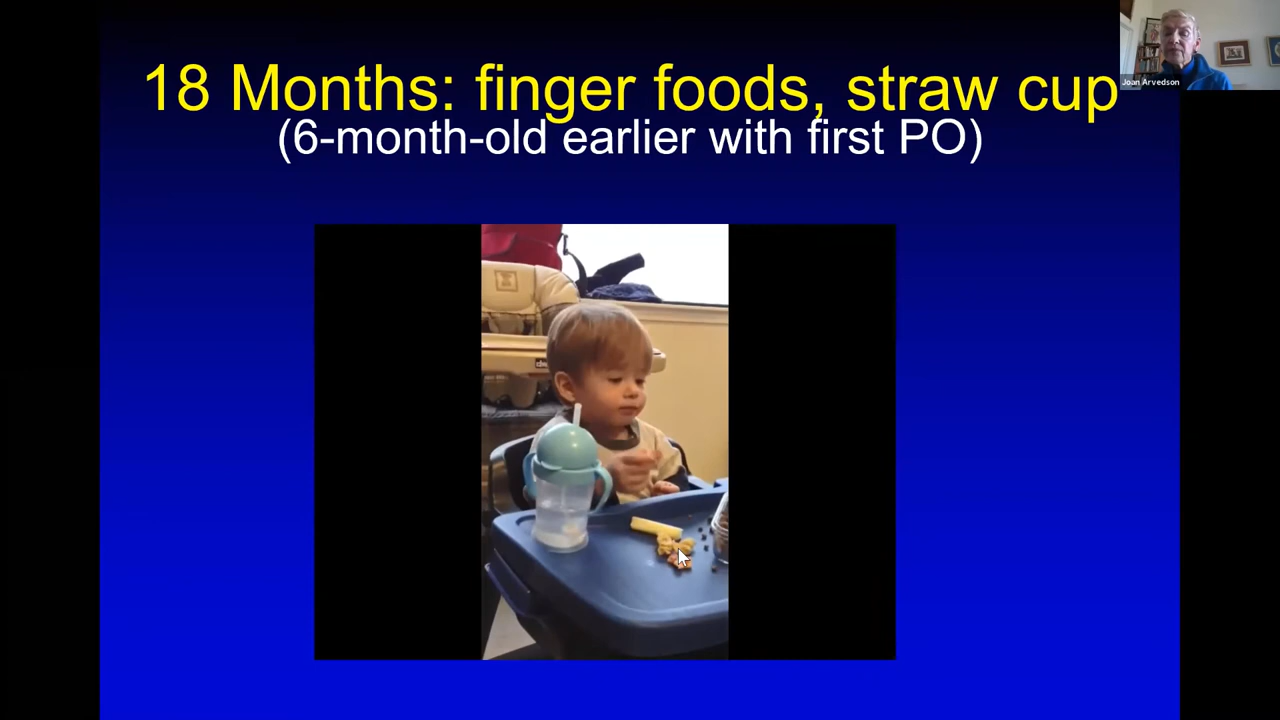 18 Months: finger foods, straw cup
(6-month-old earlier with first PO)
Joan Arvedson